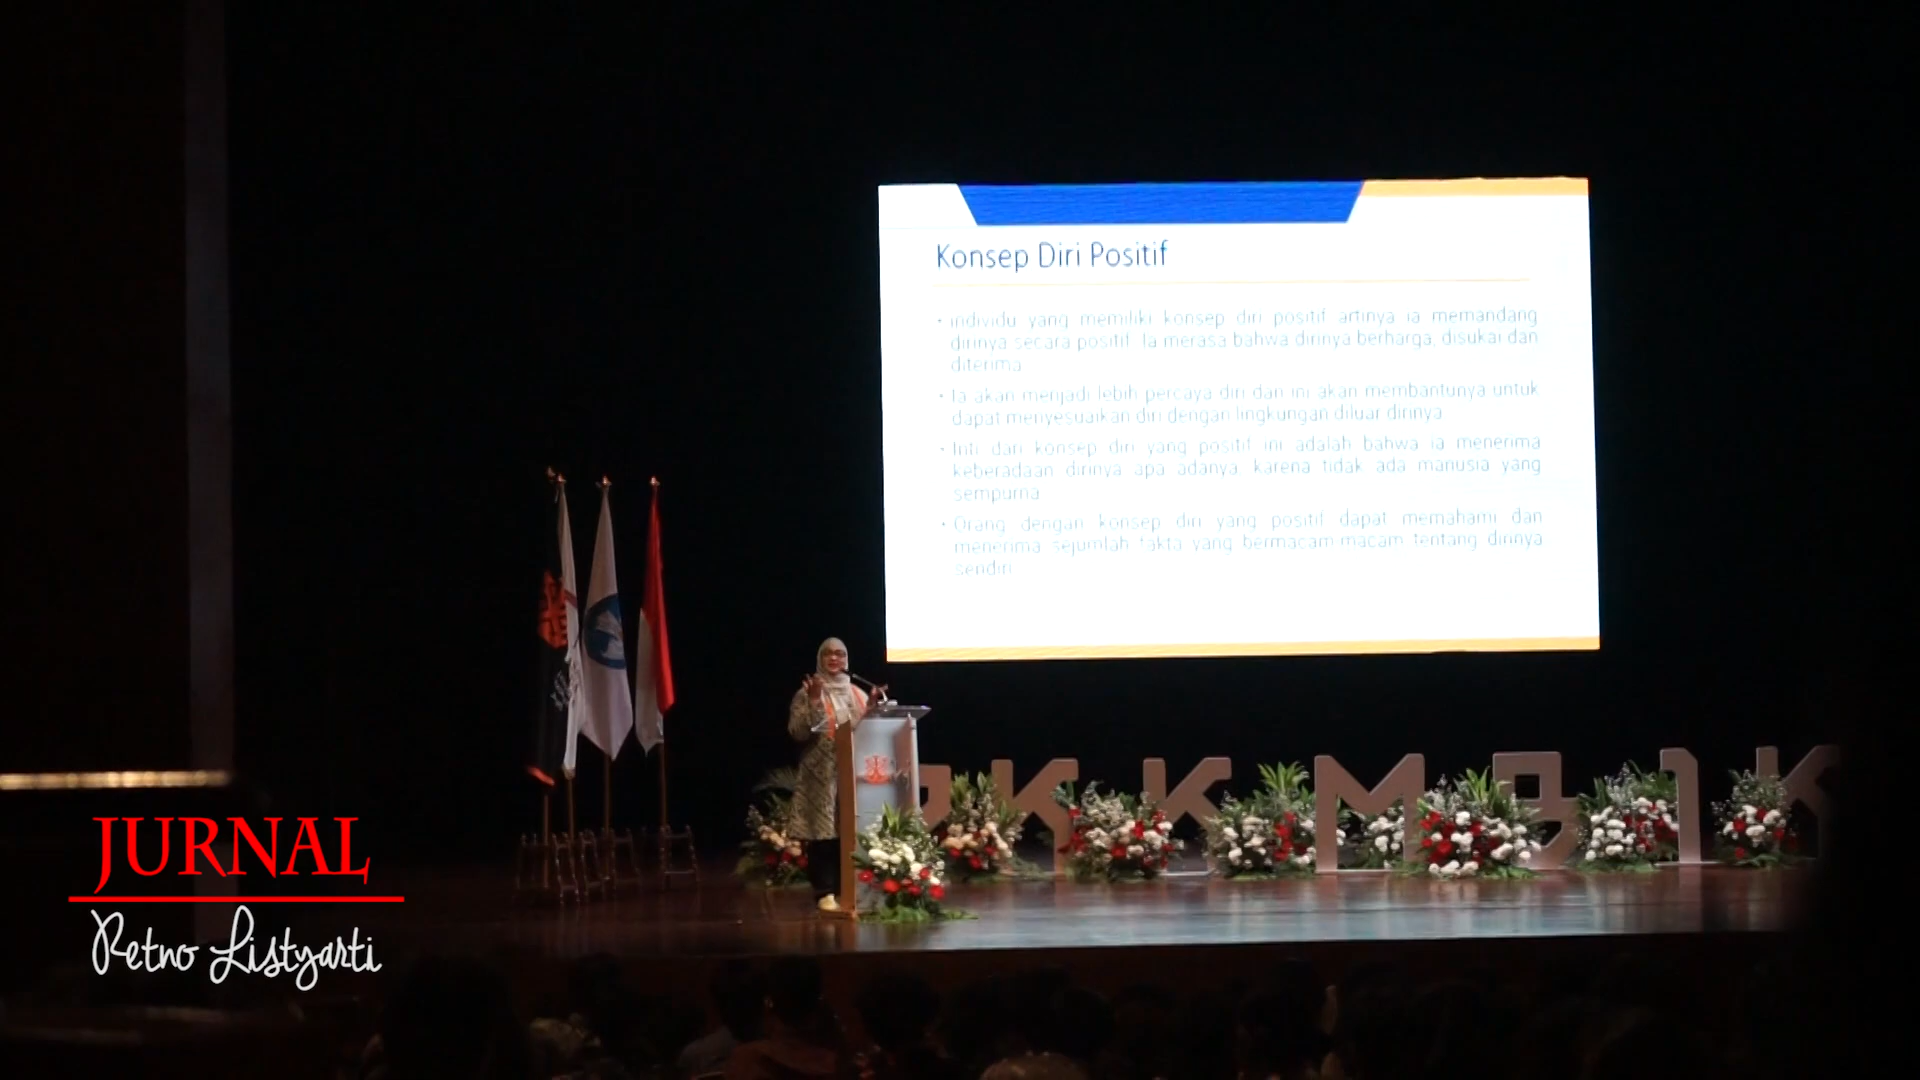 Konsep Diri Positif
individu yang memiliki konsep diri positif artinya ia memandang
dirinya secara positif. Ia merasa bahwa dirinya berharga, disukai dan
diterima
Ia akan menjadi lebih percaya diri dan ini akan membantunya untuk
dapat menyesuaikan diri dengan lingkungan diluar dirinya
Inti dari konsep diri yang positif ini adalah bahwa ia menerima
keberadaan dirinya apa adanya, karena tidak ada manusia yang
sempurna
Orang dengan konsep diri yang positif dapat memahami dan
menerima sejumlah fakta yang bermacam-macam tentang dirinya
sendiri
PKKMB IK
JURNAL
Retno Listyarti